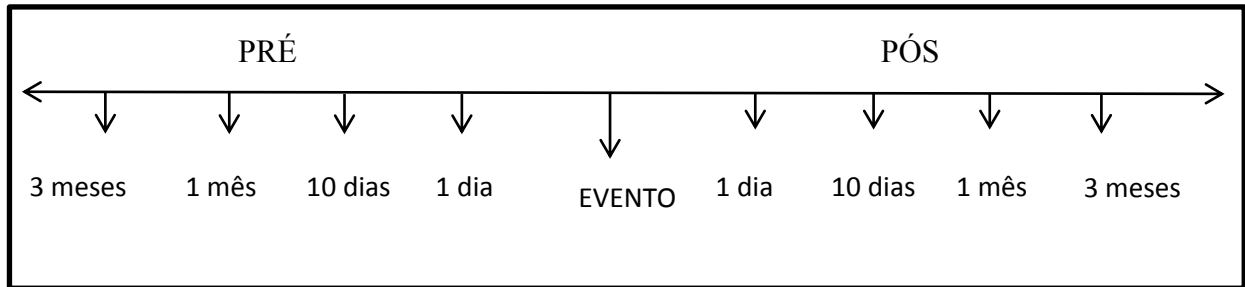 PRÉ PÓS
3 meses 1 mês 10 dias 1 dia EVENTO 1 dia 10 dias 1 mês 3 meses